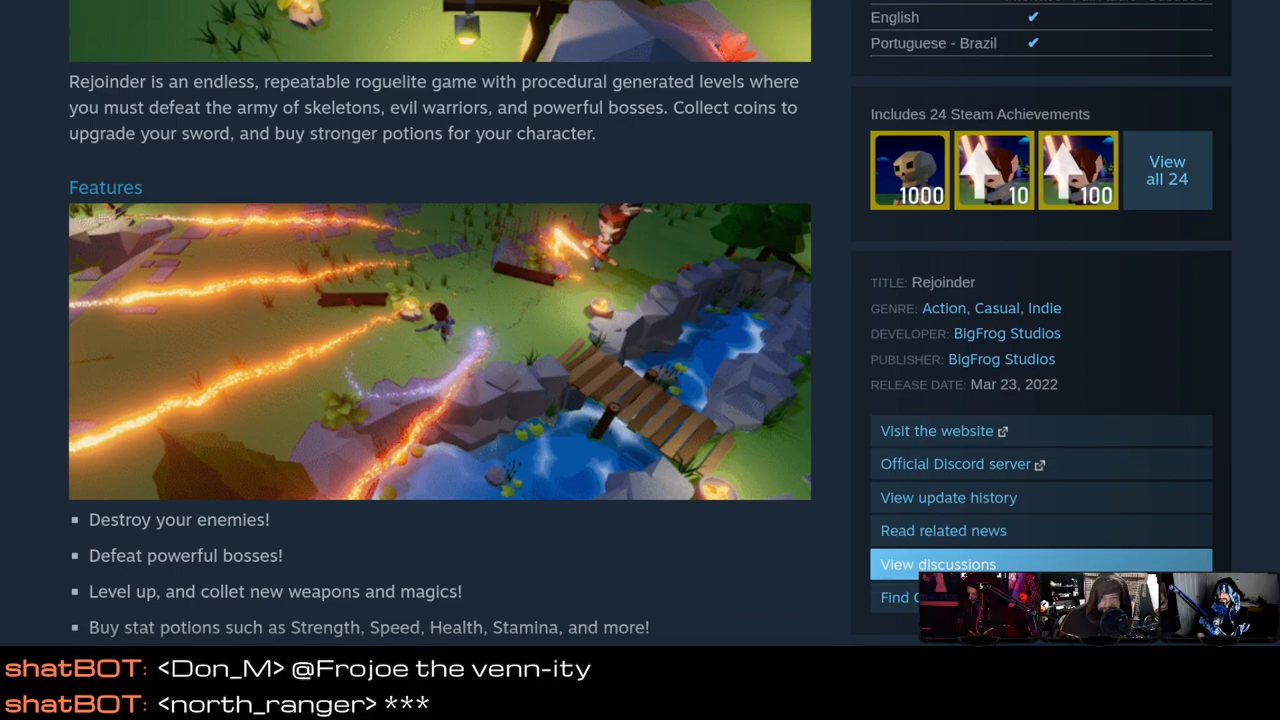 English ✔
Portuguese - Brazil ✔
Rejoinder is an endless, repeatable roguelite game with procedural generated levels where
you must defeat the army of skeletons, evil warriors, and powerful bosses. Collect coins to
upgrade your sword, and buy stronger potions for your character.
Includes 24 Steam Achievements
1000
10
100
View
all 24
Features
TITLE: Rejoinder
GENRE: Action, Casual, Indie
DEVELOPER: BigFrog Studios
PUBLISHER: BigFrog Studios
RELEASE DATE: Mar 23, 2022
Visit the website
Official Discord server
View update history
Read related news
View discussions
Find
▪ Destroy your enemies!
▪ Defeat powerful bosses!
▪ Level up, and collet new weapons and magics!
▪ Buy stat potions such as Strength, Speed, Health, Stamina, and more!
shatBOT: <Don_M> @Frojoe the venn-ity
shatBOT: <north_ranger> ***